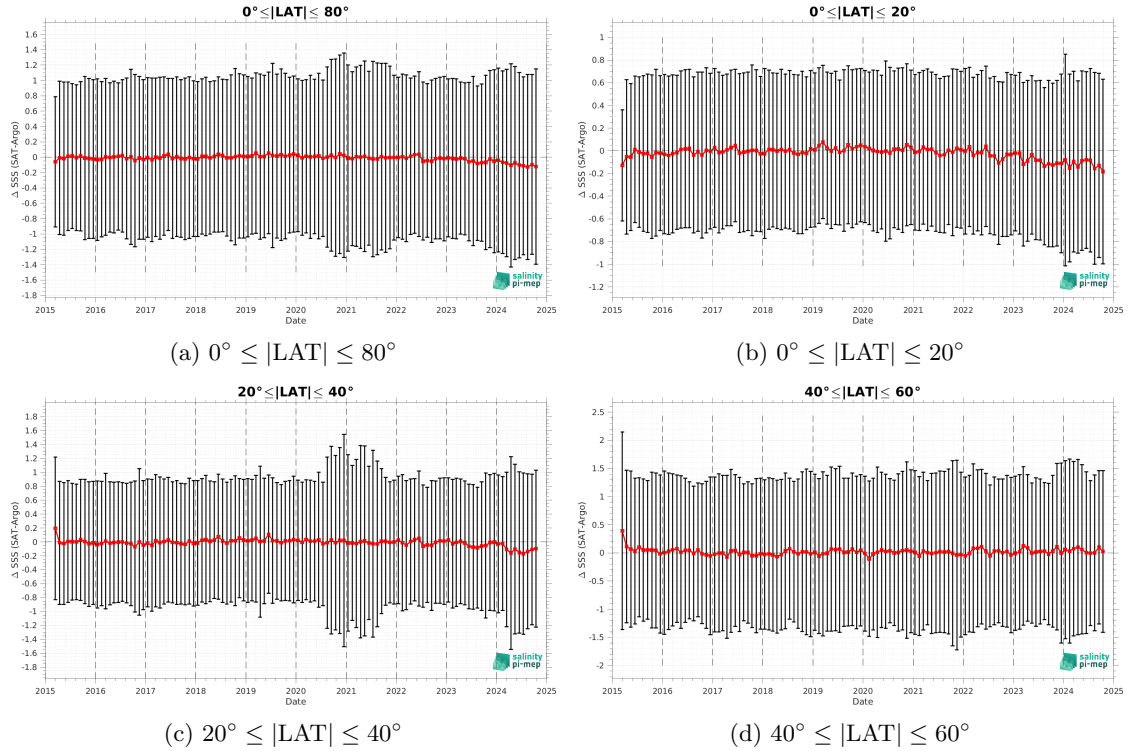 0°≤|LAT|≤ 80°
Δ SSS (SAT-Argo)
1.6
1.4
1.2
1
0.8
0.6
0.4
0.2
0
-0.2
-0.4
-0.6
-0.8
-1
-1.2
-1.4
-1.6
-1.8
salinity
pi-mep
2015 2016 2017 2018 2019 2020 2021 2022 2023 2024 2025
Date
(a) 0° ≤ |LAT| ≤ 80°
0°≤|LAT|≤ 20°
Δ SSS (SAT-Argo)
1
0.8
0.6
0.4
0.2
0
-0.2
-0.4
-0.6
-0.8
-1
-1.2
salinity
pi-mep
2015 2016 2017 2018 2019 2020 2021 2022 2023 2024 2025
Date
(b) 0° ≤ |LAT| ≤ 20°
20°≤|LAT|≤ 40°
Δ SSS (SAT-Argo)
1.8
1.6
1.4
1.2
1
0.8
0.6
0.4
0.2
0
-0.2
-0.4
-0.6
-0.8
-1
-1.2
-1.4
-1.6
-1.8
salinity
pi-mep
2015 2016 2017 2018 2019 2020 2021 2022 2023 2024 2025
Date
(c) 20° ≤ |LAT| ≤ 40°
40°≤|LAT|≤ 60°
Δ SSS (SAT-Argo)
2.5
2
1.5
1
0.5
0
-0.5
-1
-1.5
-2
salinity
pi-mep
2015 2016 2017 2018 2019 2020 2021 2022 2023 2024 2025
Date
(d) 40° ≤ |LAT| ≤ 60°